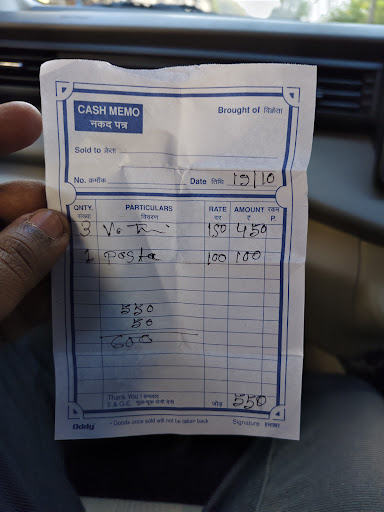 CASH MEMO
नकद पत्र
Brought of विक्रेता
Sold to क्रेता
No. क्रमाँक Date तिथि 19/10
QNTY. PARTICULARS RATE AMOUNT रकम
संख्या विवरण दर ₹ P.
3 150 450
1 Pasta 100 100
550
50
600
Thank You ! धन्यवाद
E. & O.E. भूल-चूक लेनी देनी जोड़ 550
Oddy • Goods once sold will not be taken back Signature हस्ताक्षर